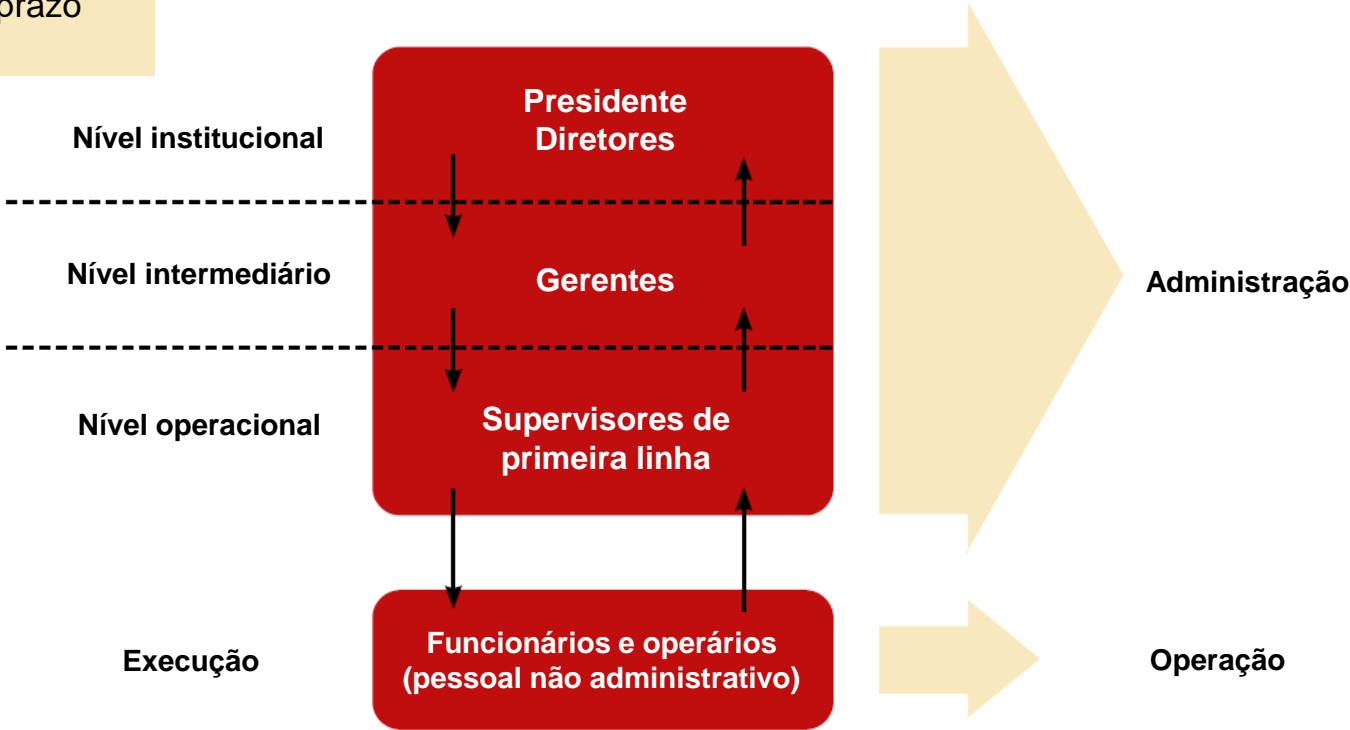 prazo
Presidente
Diretores
Nível institucional
Nível intermediário
Gerentes
Administração
Nível operacional
Supervisores de
primeira linha
Execução
Funcionários e operários
(pessoal não administrativo)
Operação